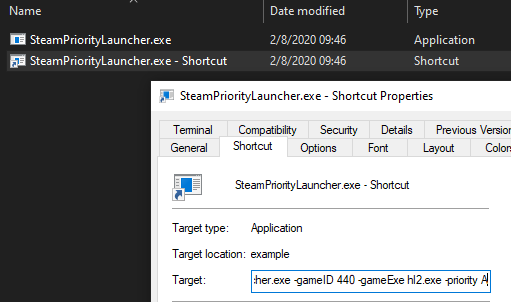 Name Date modified Type
SteamPriorityLauncher.exe 2/8/2020 09:46 Application
SteamPriorityLauncher.exe - Shortcut 2/8/2020 09:46 Shortcut
SteamPriorityLauncher.exe - Shortcut Properties
Terminal Compatibility Security Details Previous Version
General Shortcut Options Font Layout Colors
SteamPriorityLauncher.exe - Shortcut
Target type: Application
Target location: example
Target: cher.exe -gameID 440 -gameExe hl2.exe -priority A